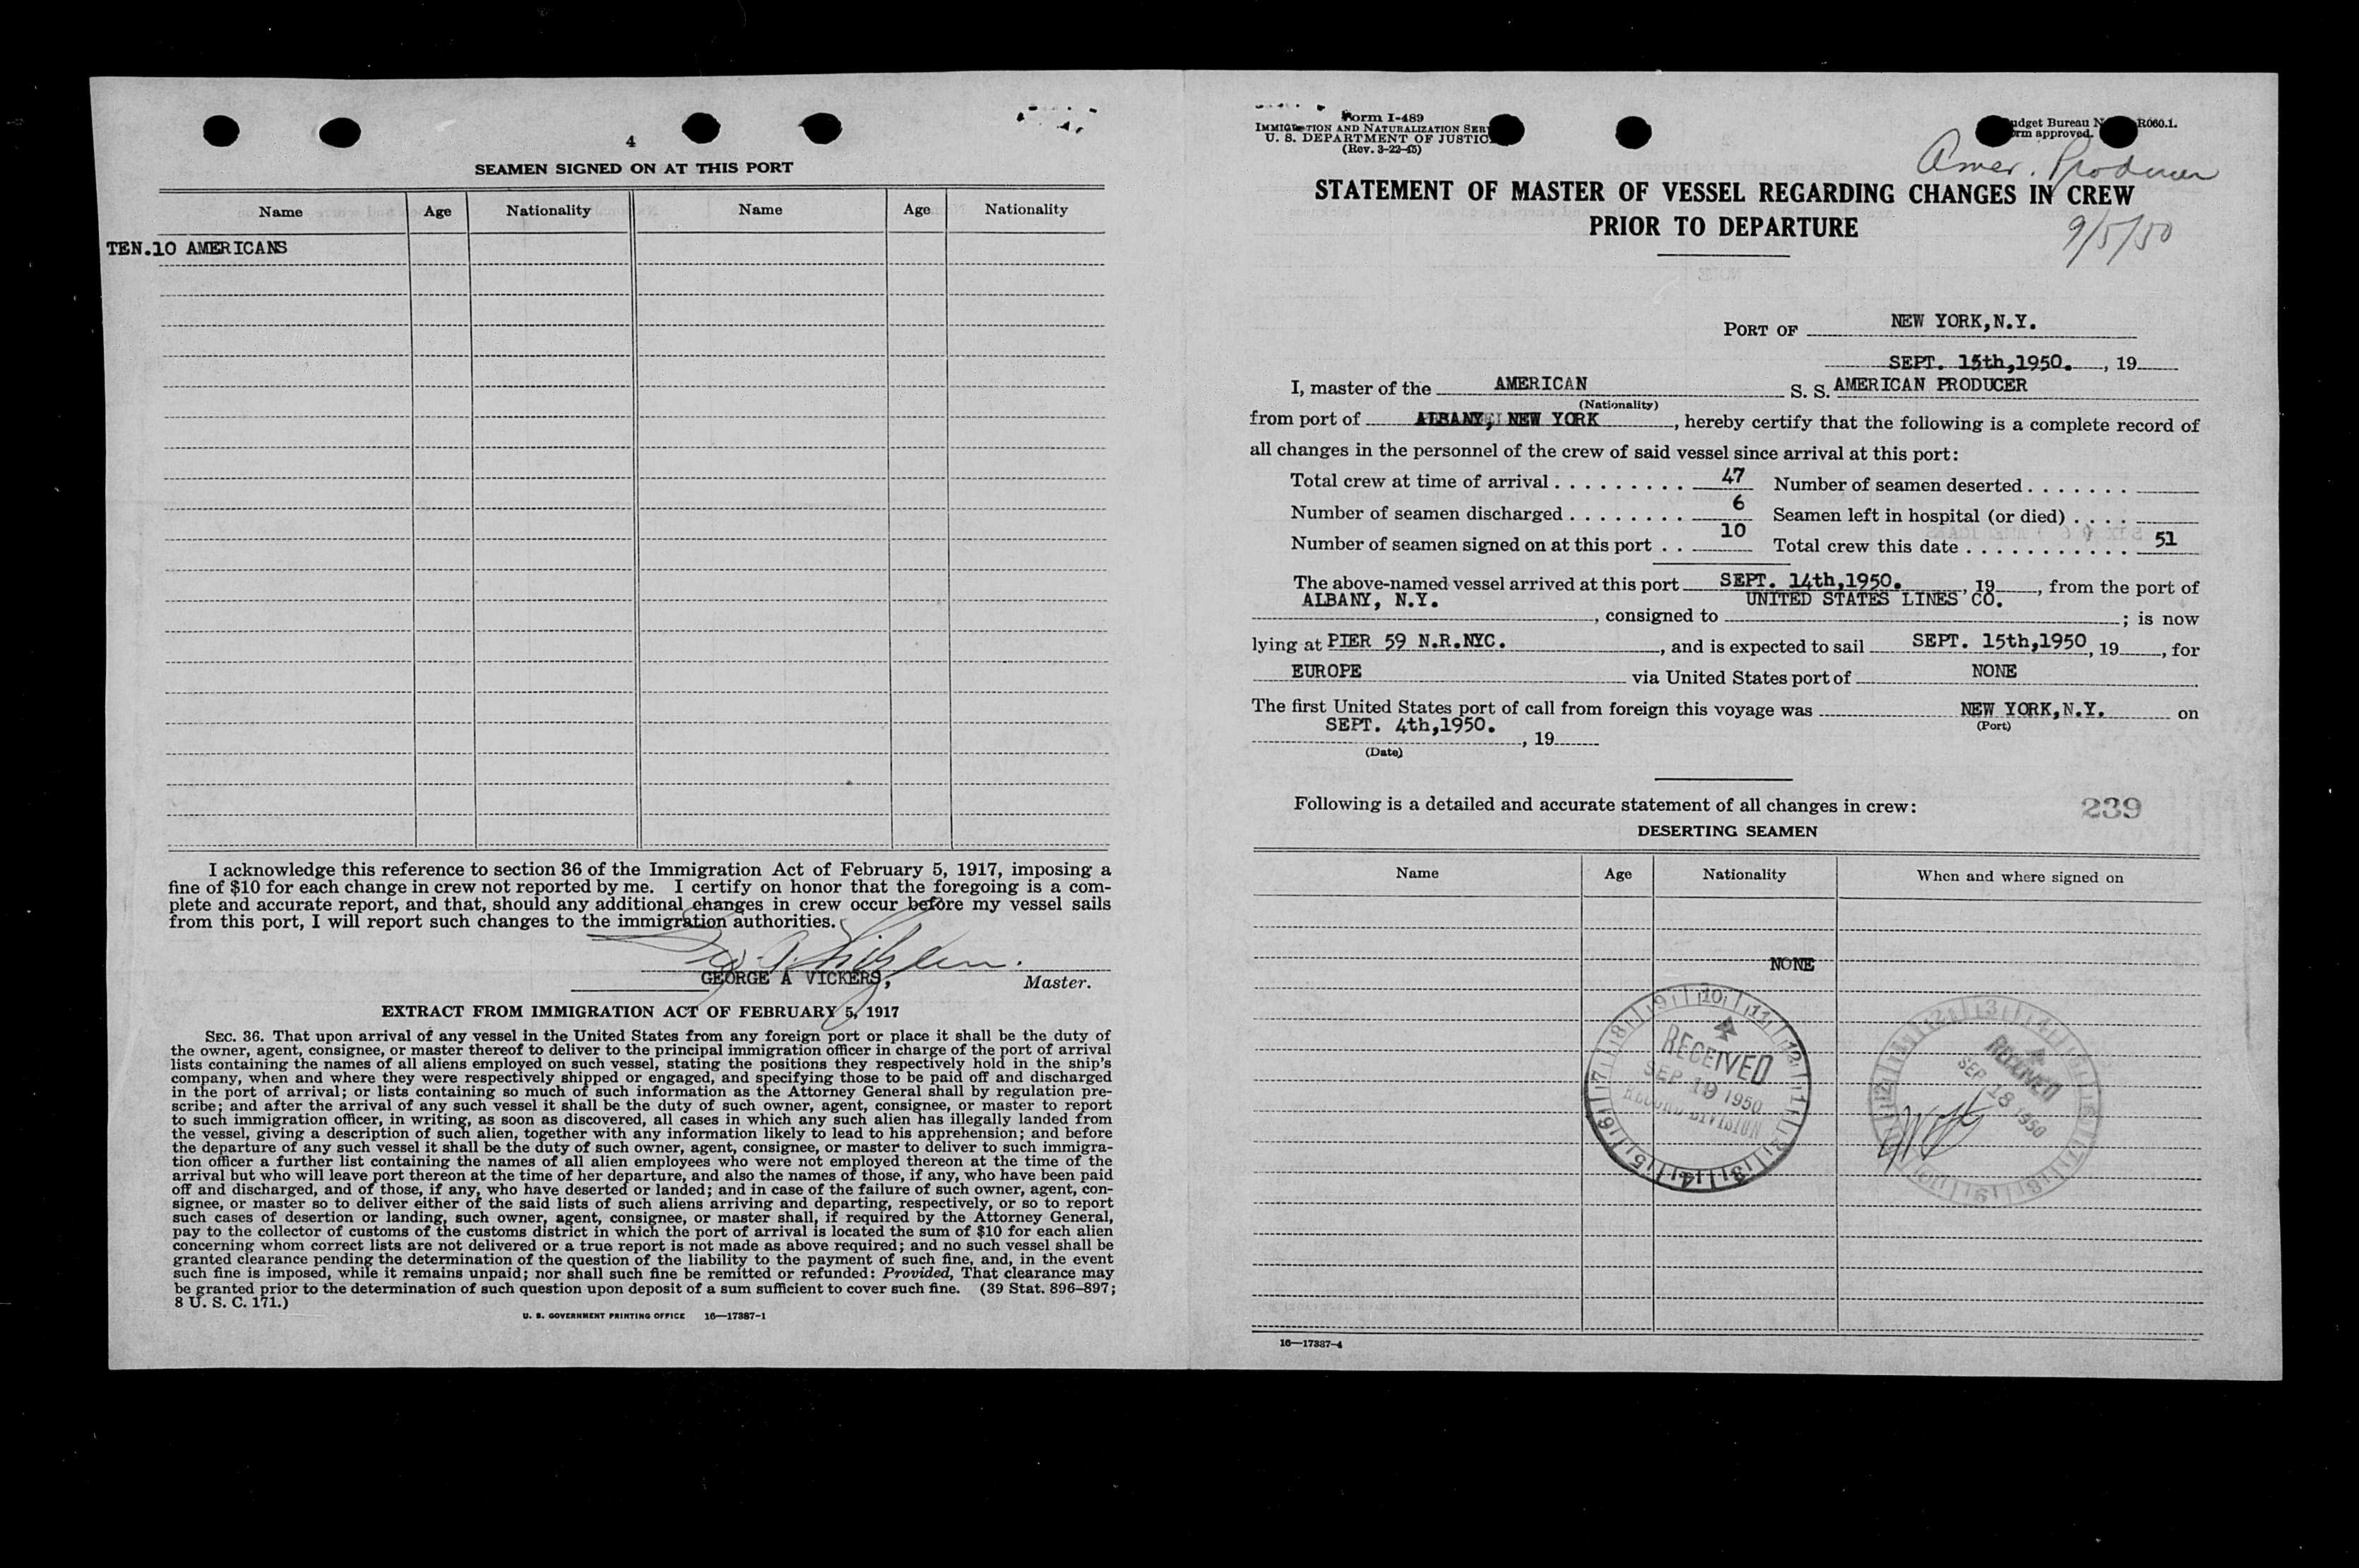 4
SEAMEN SIGNED ON AT THIS PORT
Name Age Nationality Name Age Nationality
TEN.10 AMERICANS
I acknowledge this reference to section 36 of the Immigration Act of February 5, 1917, imposing a
fine of $10 for each change in crew not reported by me. I certify on honor that the foregoing is a com-
plete and accurate report, and that, should any additional changes in crew occur before my vessel sails
from this port, I will report such changes to the immigration authorities.
GEORGE A VICKERS, Master.
EXTRACT FROM IMMIGRATION ACT OF FEBRUARY 5, 1917
SEC. 36. That upon arrival of any vessel in the United States from any foreign port or place it shall be the duty of
the owner, agent, consignee, or master thereof to deliver to the principal immigration officer in charge of the port of arrival
lists containing the names of all aliens employed on such vessel, stating the positions they respectively hold in the ship's
company, when and where they were respectively shipped or engaged, and specifying those to be paid off and discharged
in the port of arrival; or lists containing so much of such information as the Attorney General shall by regulation pre-
scribe; and after the arrival of any such vessel it shall be the duty of such owner, agent, consignee, or master to report
to such immigration officer, in writing, as soon as discovered, all cases in which any such alien has illegally landed from
the vessel, giving a description of such alien, together with any information likely to lead to his apprehension; and before
the departure of any such vessel it shall be the duty of such owner, agent, consignee, or master to deliver to such immigra-
tion officer a further list containing the names of all alien employees who were not employed thereon at the time of the
arrival but who will leave port thereon at the time of her departure, and also the names of those, if any, who have been paid
off and discharged, and of those, if any, who have deserted or landed; and in case of the failure of such owner, agent, con-
signee, or master so to deliver either of the said lists of such aliens arriving and departing, respectively, or so to report
such cases of desertion or landing, such owner, agent, consignee, or master shall, if required by the Attorney General,
pay to the collector of customs of the customs district in which the port of arrival is located the sum of $10 for each alien
concerning whom correct lists are not delivered or a true report is not made as above required; and no such vessel shall be
granted clearance pending the determination of the question of the liability to the payment of such fine, and, in the event
such fine is imposed, while it remains unpaid; nor shall such fine be remitted or refunded: Provided, That clearance may
be granted prior to the determination of such question upon deposit of a sum sufficient to cover such fine. (39 Stat. 896–897;
8 U. S. C. 171.)
U. S. GOVERNMENT PRINTING OFFICE 16—17387-1
Form I-489
IMMIGRATION AND NATURALIZATION SER
U. S. DEPARTMENT OF JUSTIC
(Rev. 3-22-45)
udget Bureau N R060.1.
rm approved.
Amer. Producer
STATEMENT OF MASTER OF VESSEL REGARDING CHANGES IN CREW
PRIOR TO DEPARTURE
9/5/50
PORT OF NEW YORK,N.Y.
SEPT. 15th,1950. , 19
I, master of the AMERICAN S. S. AMERICAN PRODUCER
(Nationality)
from port of ALBANY, NEW YORK , hereby certify that the following is a complete record of
all changes in the personnel of the crew of said vessel since arrival at this port:
Total crew at time of arrival . . . . . . . . . 47 Number of seamen deserted . . . . . . .
Number of seamen discharged . . . . . . . . 6 Seamen left in hospital (or died) . . . .
Number of seamen signed on at this port . . 10 Total crew this date . . . . . . . . . . . . 51
The above-named vessel arrived at this port SEPT. 14th,1950. , 19 , from the port of
ALBANY, N.Y. , consigned to UNITED STATES LINES CO. ; is now
lying at PIER 59 N.R.NYC. , and is expected to sail SEPT. 15th,1950 , 19 , for
EUROPE via United States port of NONE
The first United States port of call from foreign this voyage was NEW YORK,N.Y. on
(Port)
SEPT. 4th,1950. , 19
(Date)
Following is a detailed and accurate statement of all changes in crew: 239
DESERTING SEAMEN
Name Age Nationality When and where signed on
NONE
RECEIVED
SEP 19 1950
RECORD DIVISION
RECEIVED
SEP 18 1950
16—17387-4